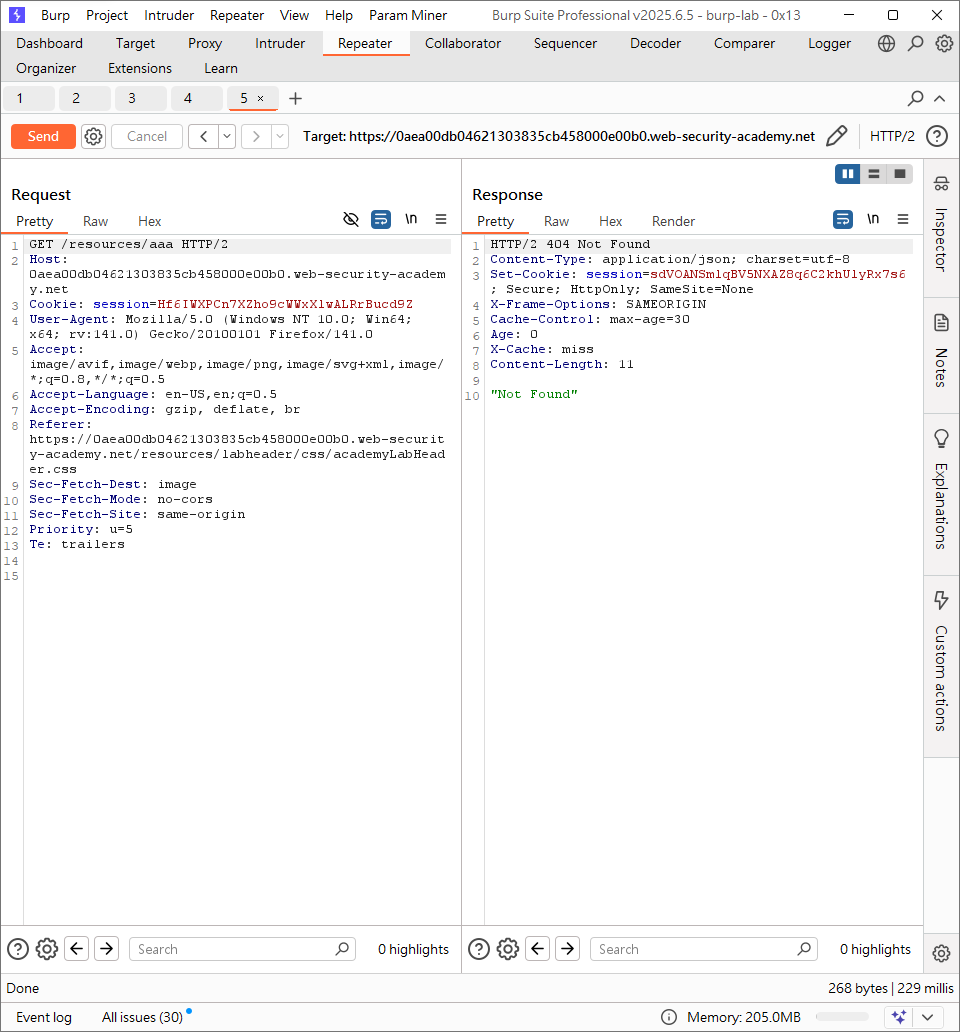 Burp Project Intruder Repeater View Help Param Miner Burp Suite Professional v2025.6.5 - burp-lab - 0x13
Dashboard Target Proxy Intruder Repeater Collaborator Sequencer Decoder Comparer Logger
Organizer Extensions Learn
1 2 3 4 5 × +
Send Cancel Target: https://0aea00db04621303835cb458000e00b0.web-security-academy.net HTTP/2
Request
Pretty Raw Hex \n
1 GET /resources/aaa HTTP/2
2 Host:
0aea00db04621303835cb458000e00b0.web-security-academ
y.net
3 Cookie: session=Hf6IWXPCn7XZho9cWWxXlwALRrBucd9Z
4 User-Agent: Mozilla/5.0 (Windows NT 10.0; Win64;
x64; rv:141.0) Gecko/20100101 Firefox/141.0
5 Accept:
image/avif,image/webp,image/png,image/svg+xml,image/
*;q=0.8,*/*;q=0.5
6 Accept-Language: en-US,en;q=0.5
7 Accept-Encoding: gzip, deflate, br
8 Referer:
https://0aea00db04621303835cb458000e00b0.web-securit
y-academy.net/resources/labheader/css/academyLabHead
er.css
9 Sec-Fetch-Dest: image
10 Sec-Fetch-Mode: no-cors
11 Sec-Fetch-Site: same-origin
12 Priority: u=5
13 Te: trailers
14
15
Response
Pretty Raw Hex Render \n
1 HTTP/2 404 Not Found
2 Content-Type: application/json; charset=utf-8
3 Set-Cookie: session=sdVOANSmlqBV5NXAZ8q6C2khUlyRx7s6
; Secure; HttpOnly; SameSite=None
4 X-Frame-Options: SAMEORIGIN
5 Cache-Control: max-age=30
6 Age: 0
7 X-Cache: miss
8 Content-Length: 11
9
10 "Not Found"
Inspector
Notes
Explanations
Custom actions
Search 0 highlights
Search 0 highlights
Done 268 bytes | 229 millis
Event log All issues (30) Memory: 205.0MB